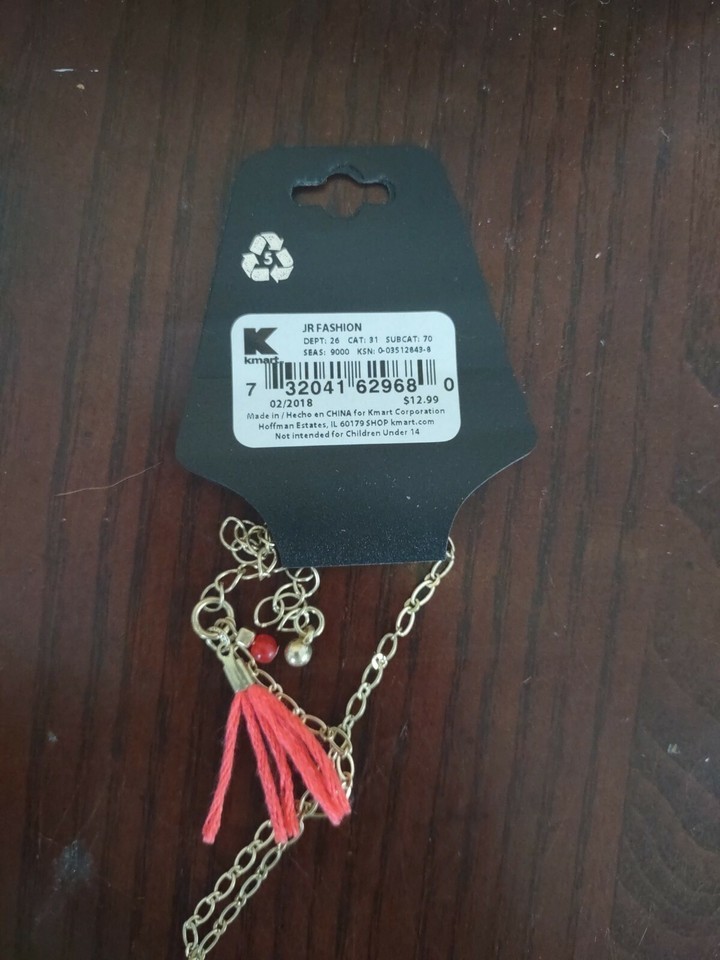 5
K
kmart
JR FASHION
DEPT: 26 CAT: 31 SUBCAT: 70
SEAS: 9000 KSN: 0-03512843-8
7 32041 62968 0
02/2018 $12.99
Made in / Hecho en CHINA for Kmart Corporation
Hoffman Estates, IL 60179 SHOP kmart.com
Not intended for Children Under 14